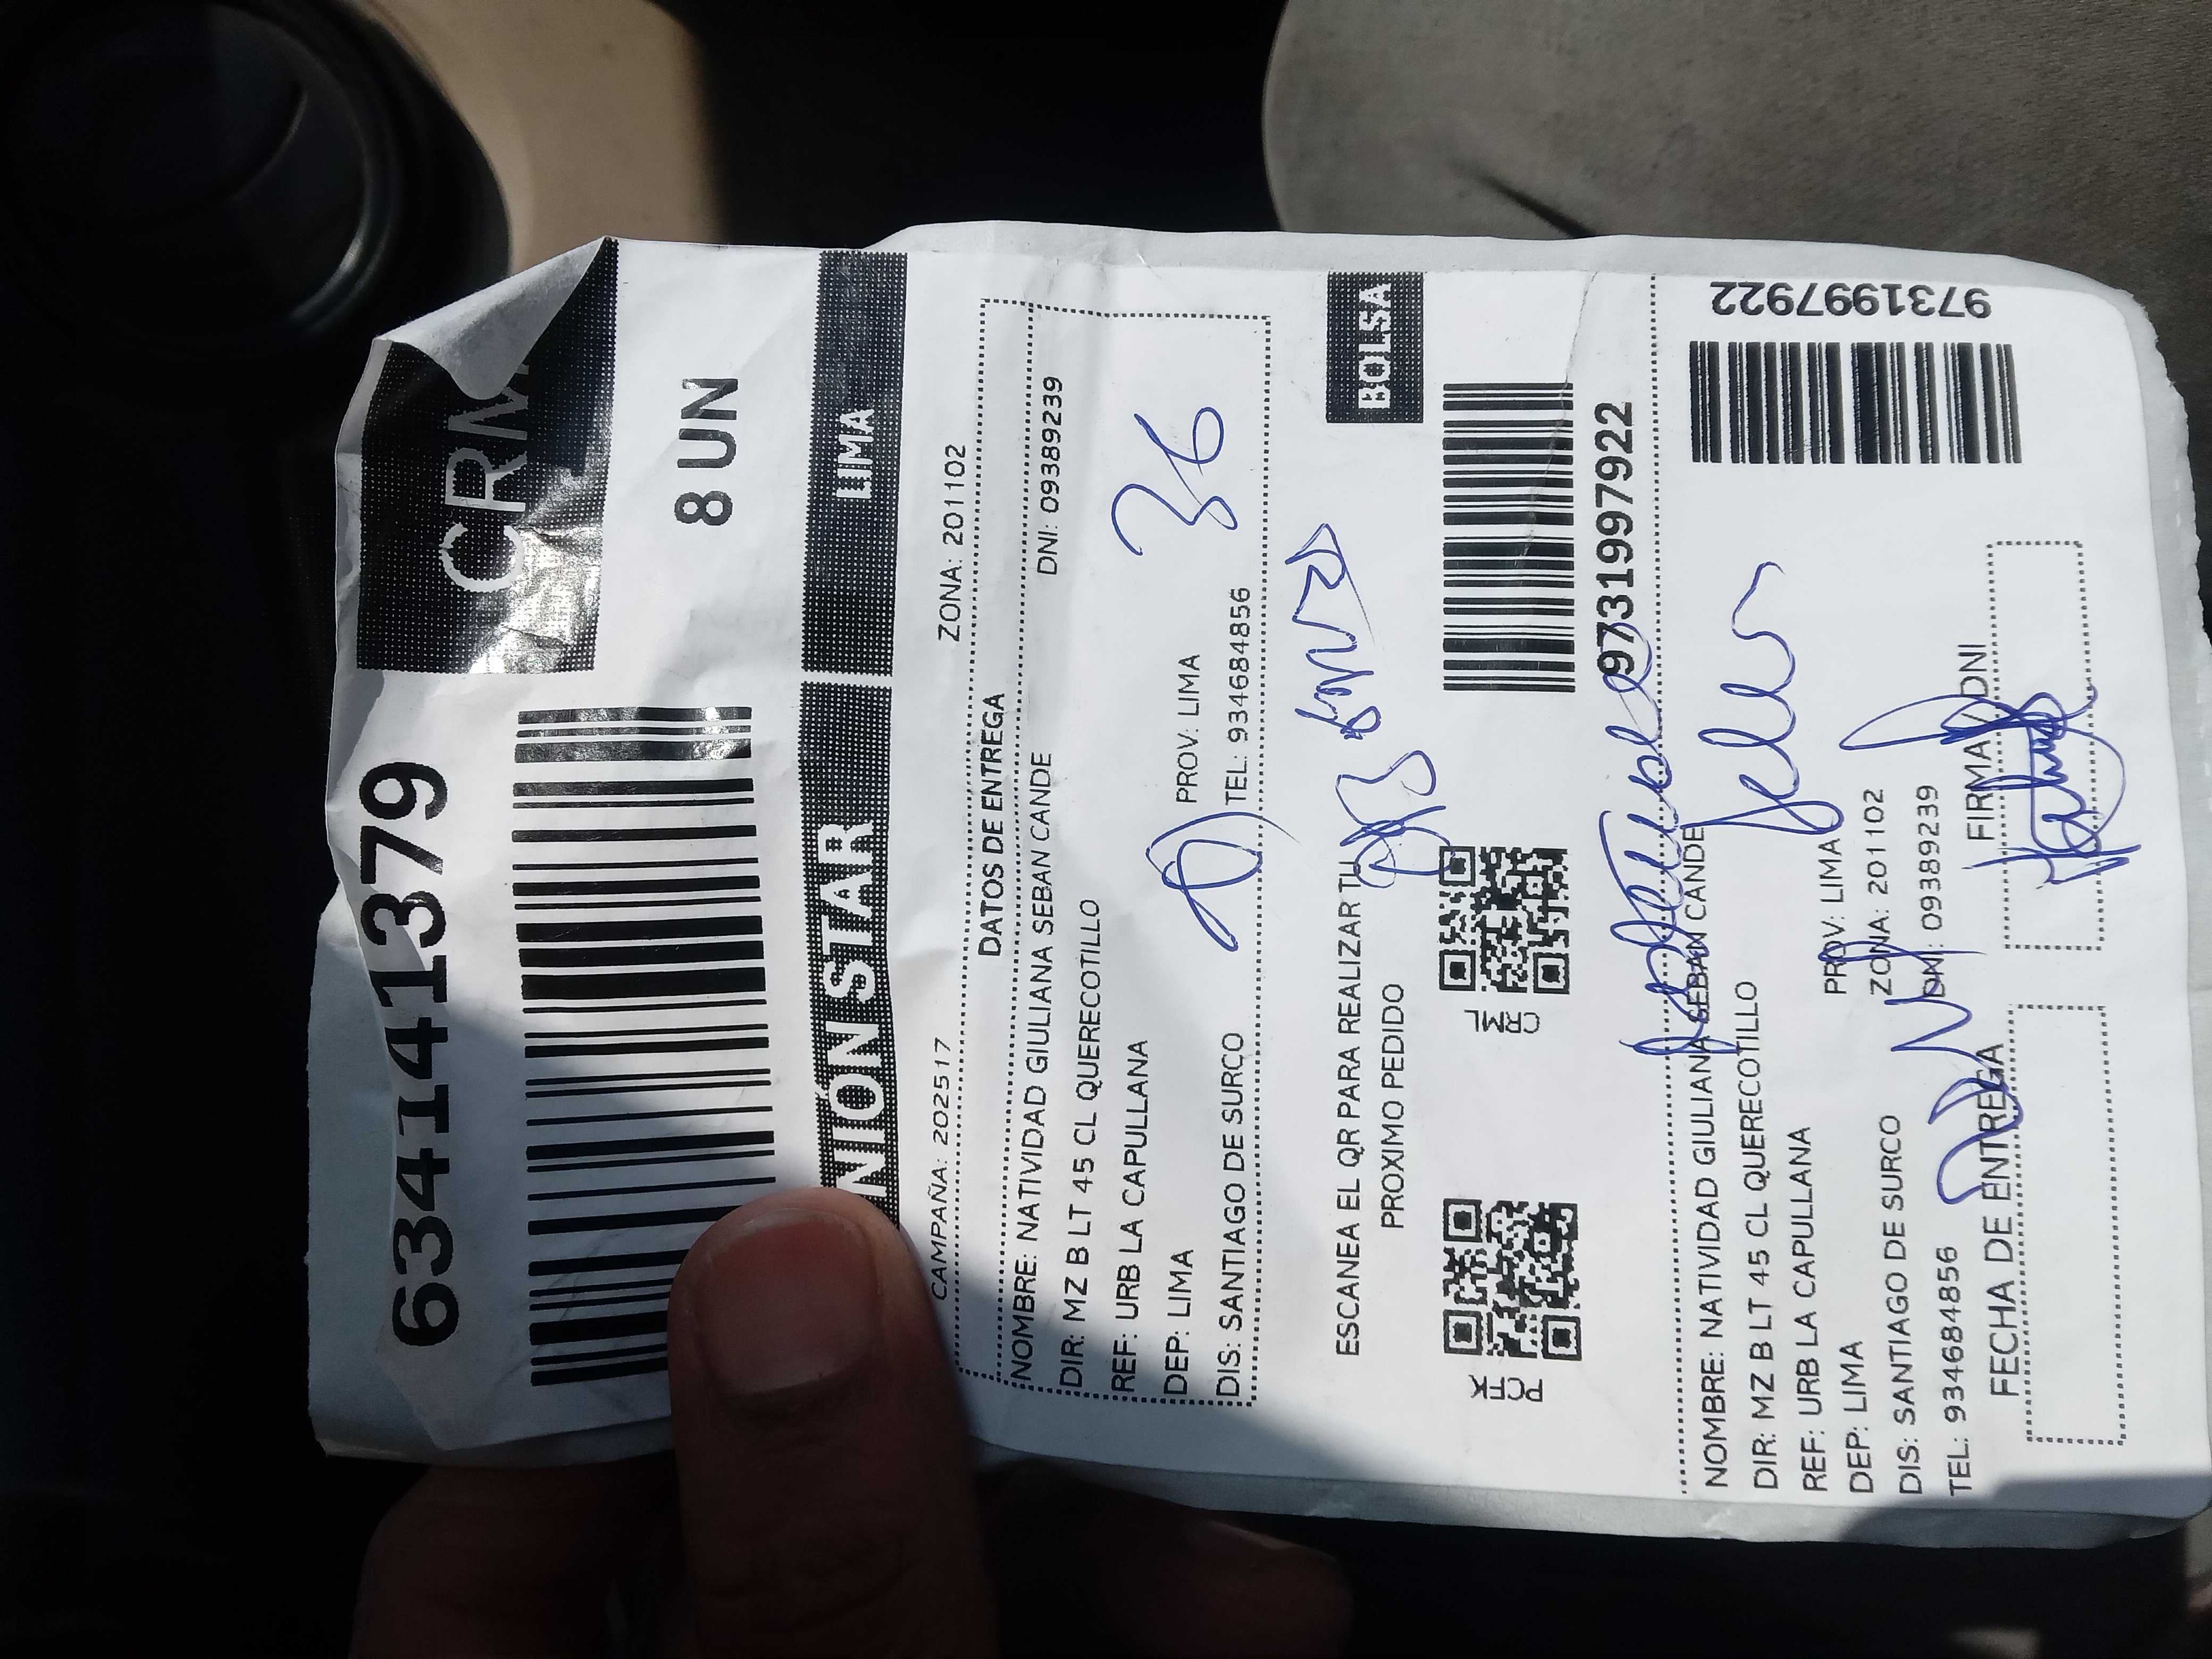 634141379
CRM
8 UN
NIÓN STAR LIMA
CAMPAÑA: 202517 ZONA: 201102
DATOS DE ENTREGA
NOMBRE: NATIVIDAD GIULIANA SEBAN CANDE DNI: 09389239
DIR: MZ B LT 45 CL QUERECOTILLO
REF: URB LA CAPULLANA
36
DEP: LIMA PROV: LIMA
DIS: SANTIAGO DE SURCO TEL: 934684856
ESCANEA EL QR PARA REALIZAR TU
PROXIMO PEDIDO
BOLSA
9731997922
NOMBRE: NATIVIDAD GIULIANA SEBAN CANDE
DIR: MZ B LT 45 CL QUERECOTILLO
REF: URB LA CAPULLANA
DEP: LIMA PROV: LIMA
DIS: SANTIAGO DE SURCO ZONA: 201102
TEL: 934684856 DNI: 09389239
FECHA DE ENTREGA FIRMA / DNI
9731997922